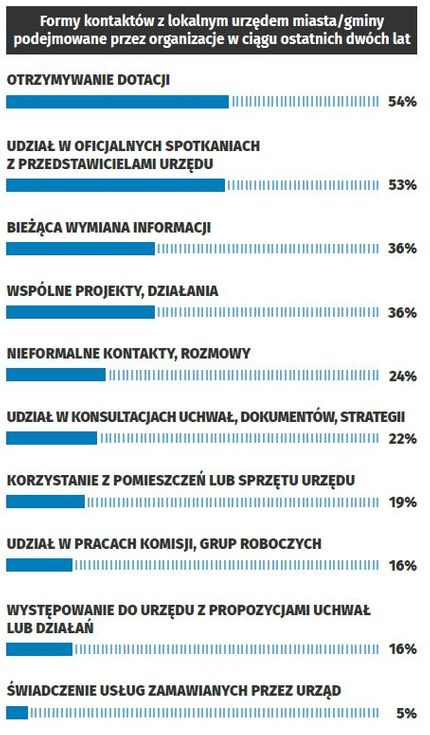 Formy kontaktów z lokalnym urzędem miasta/gminy
podejmowane przez organizacje w ciągu ostatnich dwóch lat
OTRZYMYWANIE DOTACJI
54%
UDZIAŁ W OFICJALNYCH SPOTKANIACH
Z PRZEDSTAWICIELAMI URZĘDU
53%
BIEŻĄCA WYMIANA INFORMACJI
36%
WSPÓLNE PROJEKTY, DZIAŁANIA
36%
NIEFORMALNE KONTAKTY, ROZMOWY
24%
UDZIAŁ W KONSULTACJACH UCHWAŁ, DOKUMENTÓW, STRATEGII
22%
KORZYSTANIE Z POMIESZCZEŃ LUB SPRZĘTU URZĘDU
19%
UDZIAŁ W PRACACH KOMISJI, GRUP ROBOCZYCH
16%
WYSTĘPOWANIE DO URZĘDU Z PROPOZYCJAMI UCHWAŁ
LUB DZIAŁAŃ
16%
ŚWIADCZENIE USŁUG ZAMAWIANYCH PRZEZ URZĄD
5%